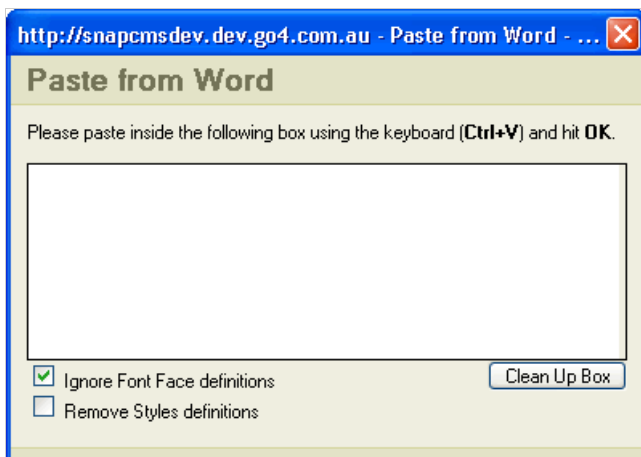 http://snapcmsdev.dev.go4.com.au - Paste from Word - ...
Paste from Word
Please paste inside the following box using the keyboard (Ctrl+V) and hit OK.
Ignore Font Face definitions
Clean Up Box
Remove Styles definitions